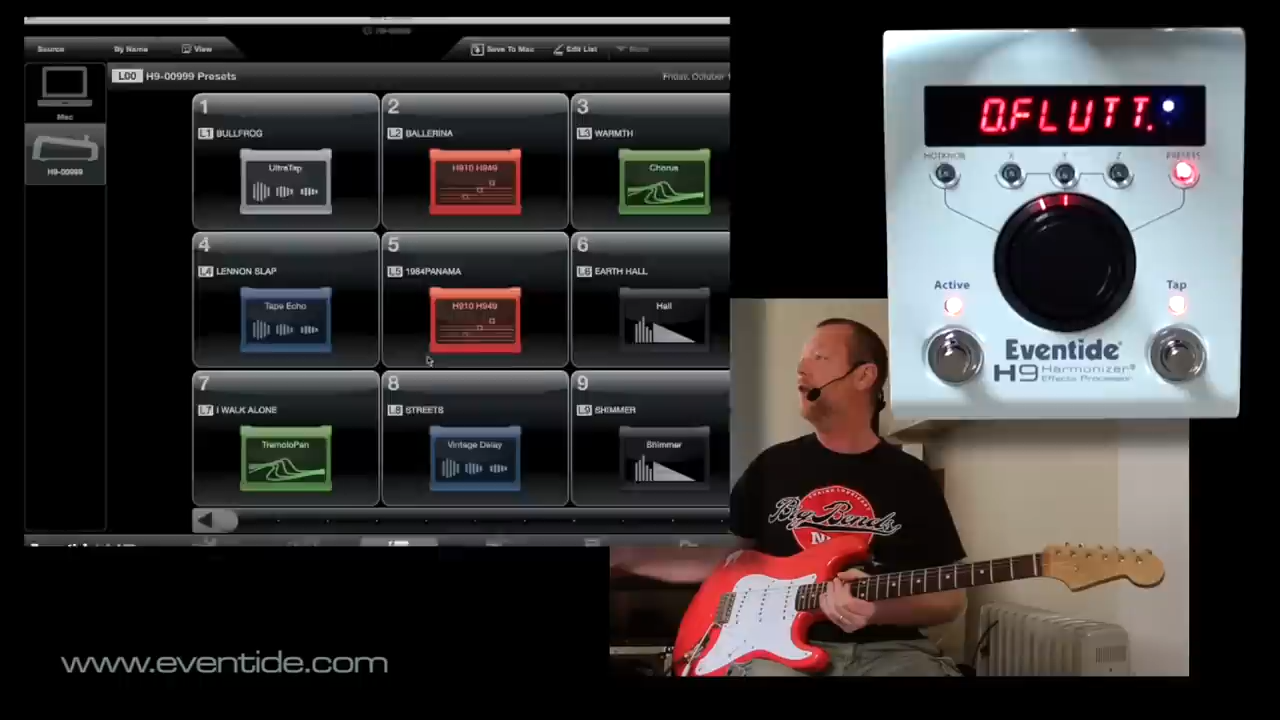 Source
By Name
View
Save To Mac
Edit List
Mac
H9-00999
L00 H9-00999 Presets
Friday, October
1
L1 BULLFROG
UltraTap
2
L2 BALLERINA
H910 H949
3
L3 WARMTH
Chorus
4
L4 LENNON SLAP
Tape Echo
5
L5 1984PANAMA
H910 H949
6
L6 EARTH HALL
Hall
7
L7 I WALK ALONE
TremoloPan
8
L8 STREETS
Vintage Delay
9
L9 SHIMMER
Shimmer
O.FLUTT.
HOTKNOB
X
Y
Z
PRESETS
Active
Tap
Eventide®
H9 Harmonizer®
Effects Processor
Big Bends
www.eventide.com